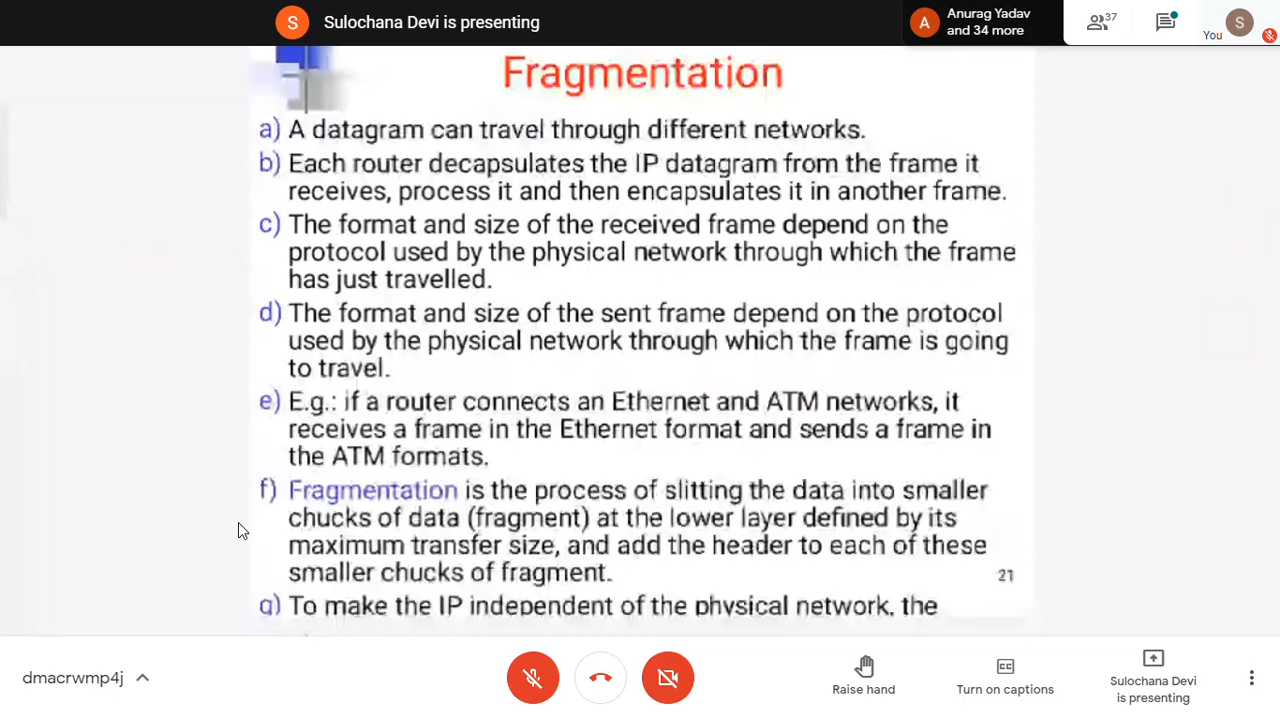 S Sulochana Devi is presenting
A Anurag Yadav
and 34 more
37
You
S
Fragmentation
a) A datagram can travel through different networks.
b) Each router decapsulates the IP datagram from the frame it
receives, process it and then encapsulates it in another frame.
c) The format and size of the received frame depend on the
protocol used by the physical network through which the frame
has just travelled.
d) The format and size of the sent frame depend on the protocol
used by the physical network through which the frame is going
to travel.
e) E.g.: if a router connects an Ethernet and ATM networks, it
receives a frame in the Ethernet format and sends a frame in
the ATM formats.
f) Fragmentation is the process of slitting the data into smaller
chucks of data (fragment) at the lower layer defined by its
maximum transfer size, and add the header to each of these
smaller chucks of fragment.
21
g) To make the IP independent of the physical network, the
dmacrwmp4j
Raise hand
CC
Turn on captions
Sulochana Devi
is presenting